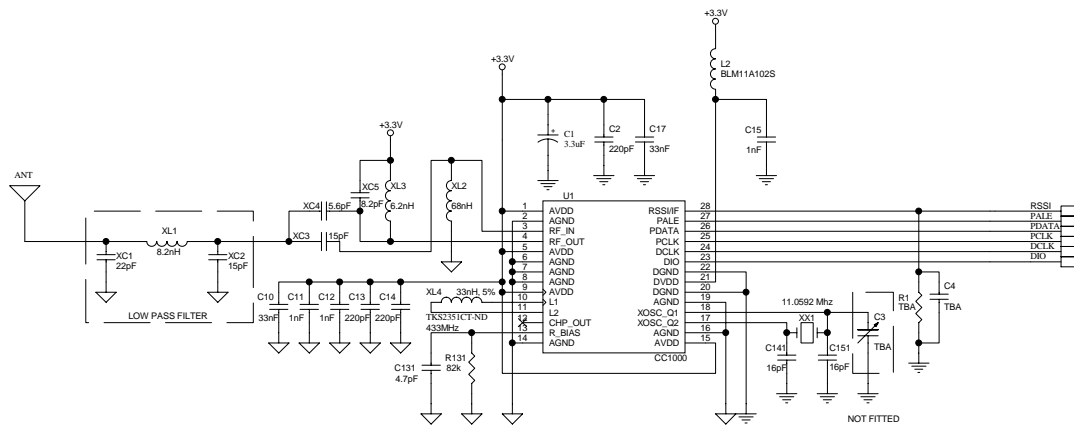 +3.3V
L2
BLM11A102S
+3.3V
C1
3.3uF
C2
220pF
C17
33nF
C15
1nF
+3.3V
ANT
XC5
8.2pF
XL3
6.2nH
XL2
68nH
XC4
5.6pF
XC3
15pF
XL1
8.2nH
XC1
22pF
XC2
15pF
LOW PASS FILTER
C10
33nF
C11
1nF
C12
1nF
C13
220pF
C14
220pF
XL4
33nH, 5%
TKS2351CT-ND
433MHz
C131
4.7pF
R131
82k
U1
1 AVDD
2 AGND
3 RF_IN
4 RF_OUT
5 AVDD
6 AGND
7 AGND
8 AGND
9 AVDD
10 L1
11 L2
12 CHP_OUT
13 R_BIAS
14 AGND
RSSI/IF 28
PALE 27
PDATA 26
PCLK 25
DCLK 24
DIO 23
DGND 22
DVDD 21
DGND 20
AGND 19
XOSC_Q1 18
XOSC_Q2 17
AGND 16
AVDD 15
CC1000
RSSI
PALE
PDATA
PCLK
DCLK
DIO
11.0592 Mhz
XX1
C141
16pF
C151
16pF
C3
TBA
R1
TBA
C4
TBA
NOT FITTED